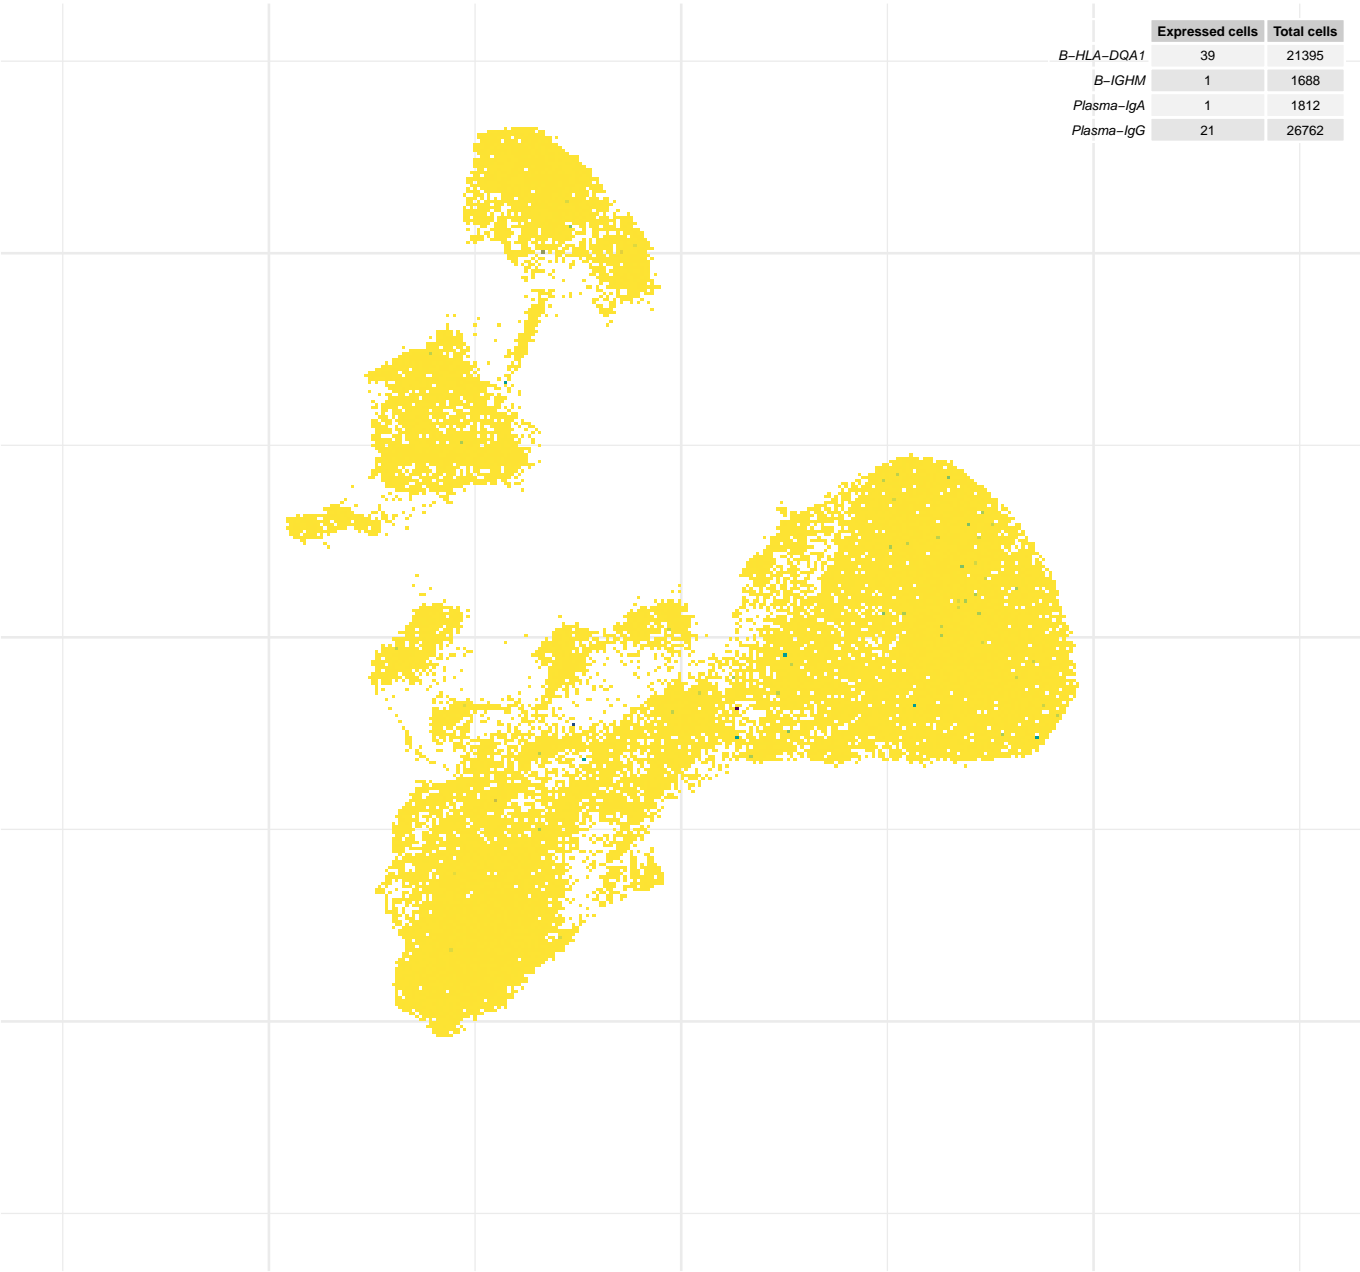 Expressed cells Total cells
B−HLA−DQA1 39 21395
B−IGHM 1 1688
Plasma−IgA 1 1812
Plasma−IgG 21 26762